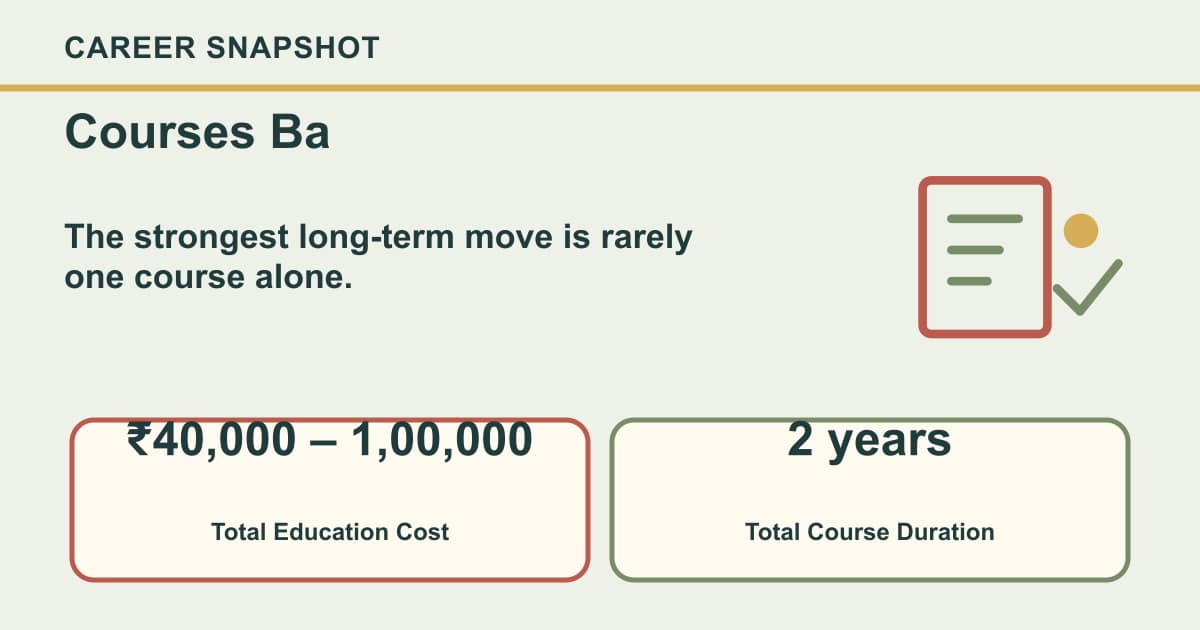 CAREER SNAPSHOT
Courses Ba
The strongest long-term move is rarely
one course alone.
₹40,000 – 1,00,000
Total Education Cost
2 years
Total Course Duration